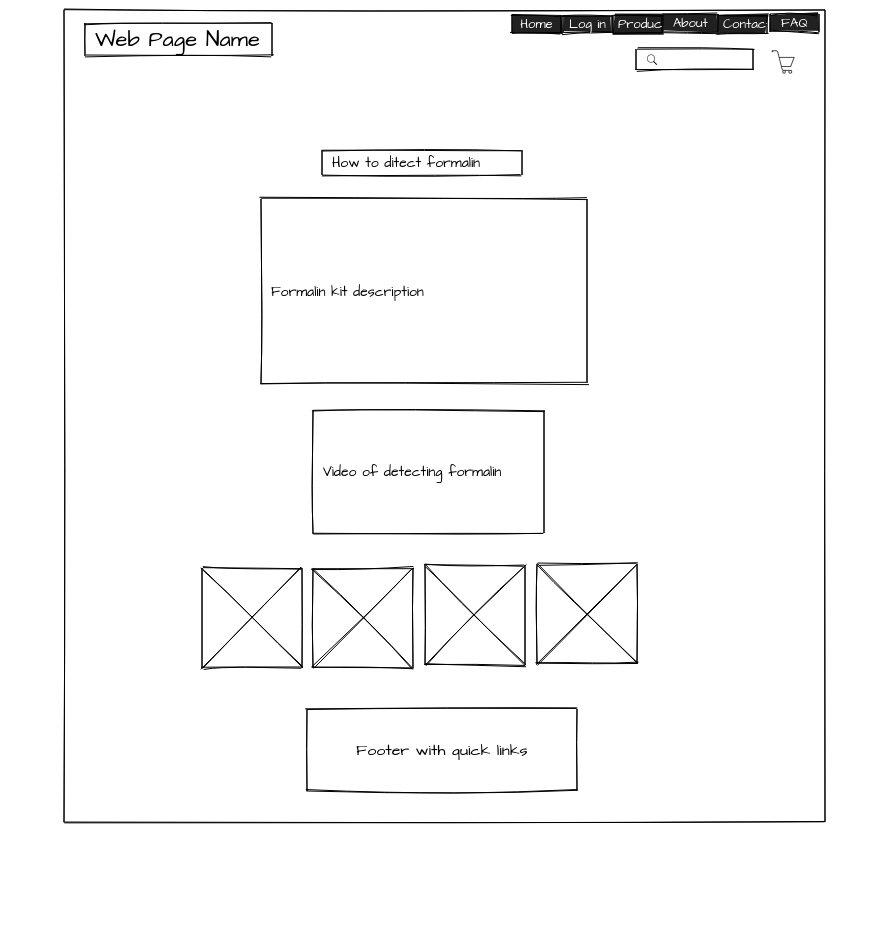 Web Page Name
Home Log in Produc About Contac FAQ
How to ditect formalin
Formalin kit description
Video of detecting formalin
Footer with quick links